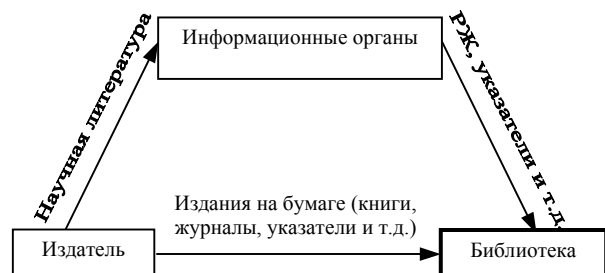 Информационные органы
Научная литература
РЖ, указатели и т.д.
Издания на бумаге (книги,
журналы, указатели и т.д.)
Издатель
Библиотека